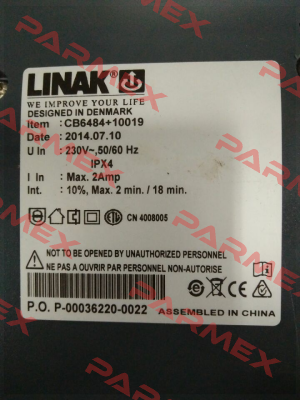 LINAK®
WE IMPROVE YOUR LIFE
DESIGNED IN DENMARK
Item : CB6484+10019
Date : 2014.07.10
U In : 230V~,50/60 Hz
IPX4
I In : Max. 2Amp
Int. : 10%, Max. 2 min. / 18 min.
CN 4008005
NOT TO BE OPENED BY UNAUTHORIZED PERSONNEL
NE PAS A OUVRIR PAR PERSONNEL NON-AUTORISE
P.O. P-00036220-0022 ASSEMBLED IN CHINA
PARMEX
PARMEX
PARMEX
PARMEX
PARMEX